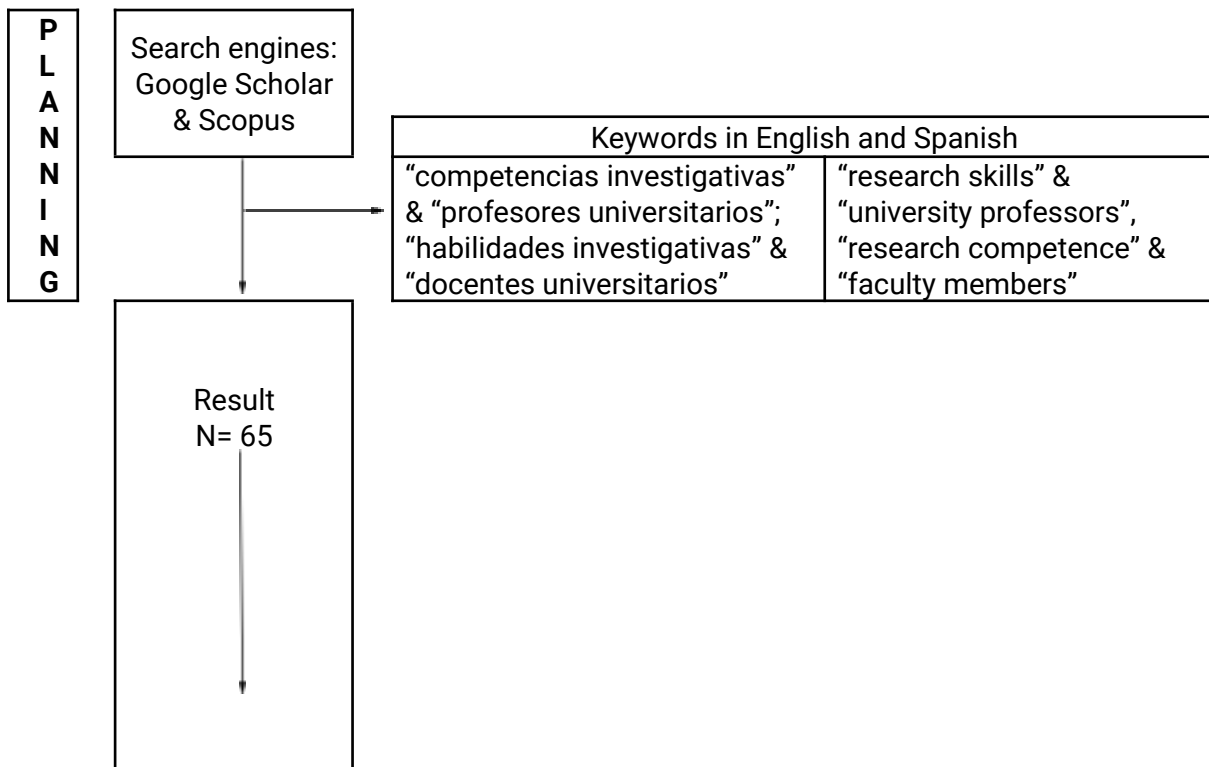 PLANNING
Search engines:
Google Scholar
& Scopus
Keywords in English and Spanish
“competencias investigativas”
& “profesores universitarios”;
“habilidades investigativas” &
“docentes universitarios”
“research skills” &
“university professors”,
“research competence” &
“faculty members”
Result
N= 65